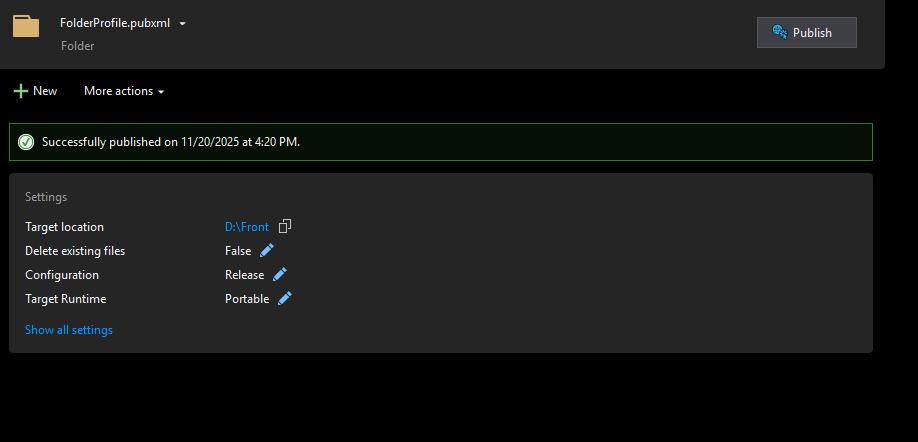 FolderProfile.pubxml
Folder
Publish
New
More actions
Successfully published on 11/20/2025 at 4:20 PM.
Settings
Target location D:\Front
Delete existing files False
Configuration Release
Target Runtime Portable
Show all settings